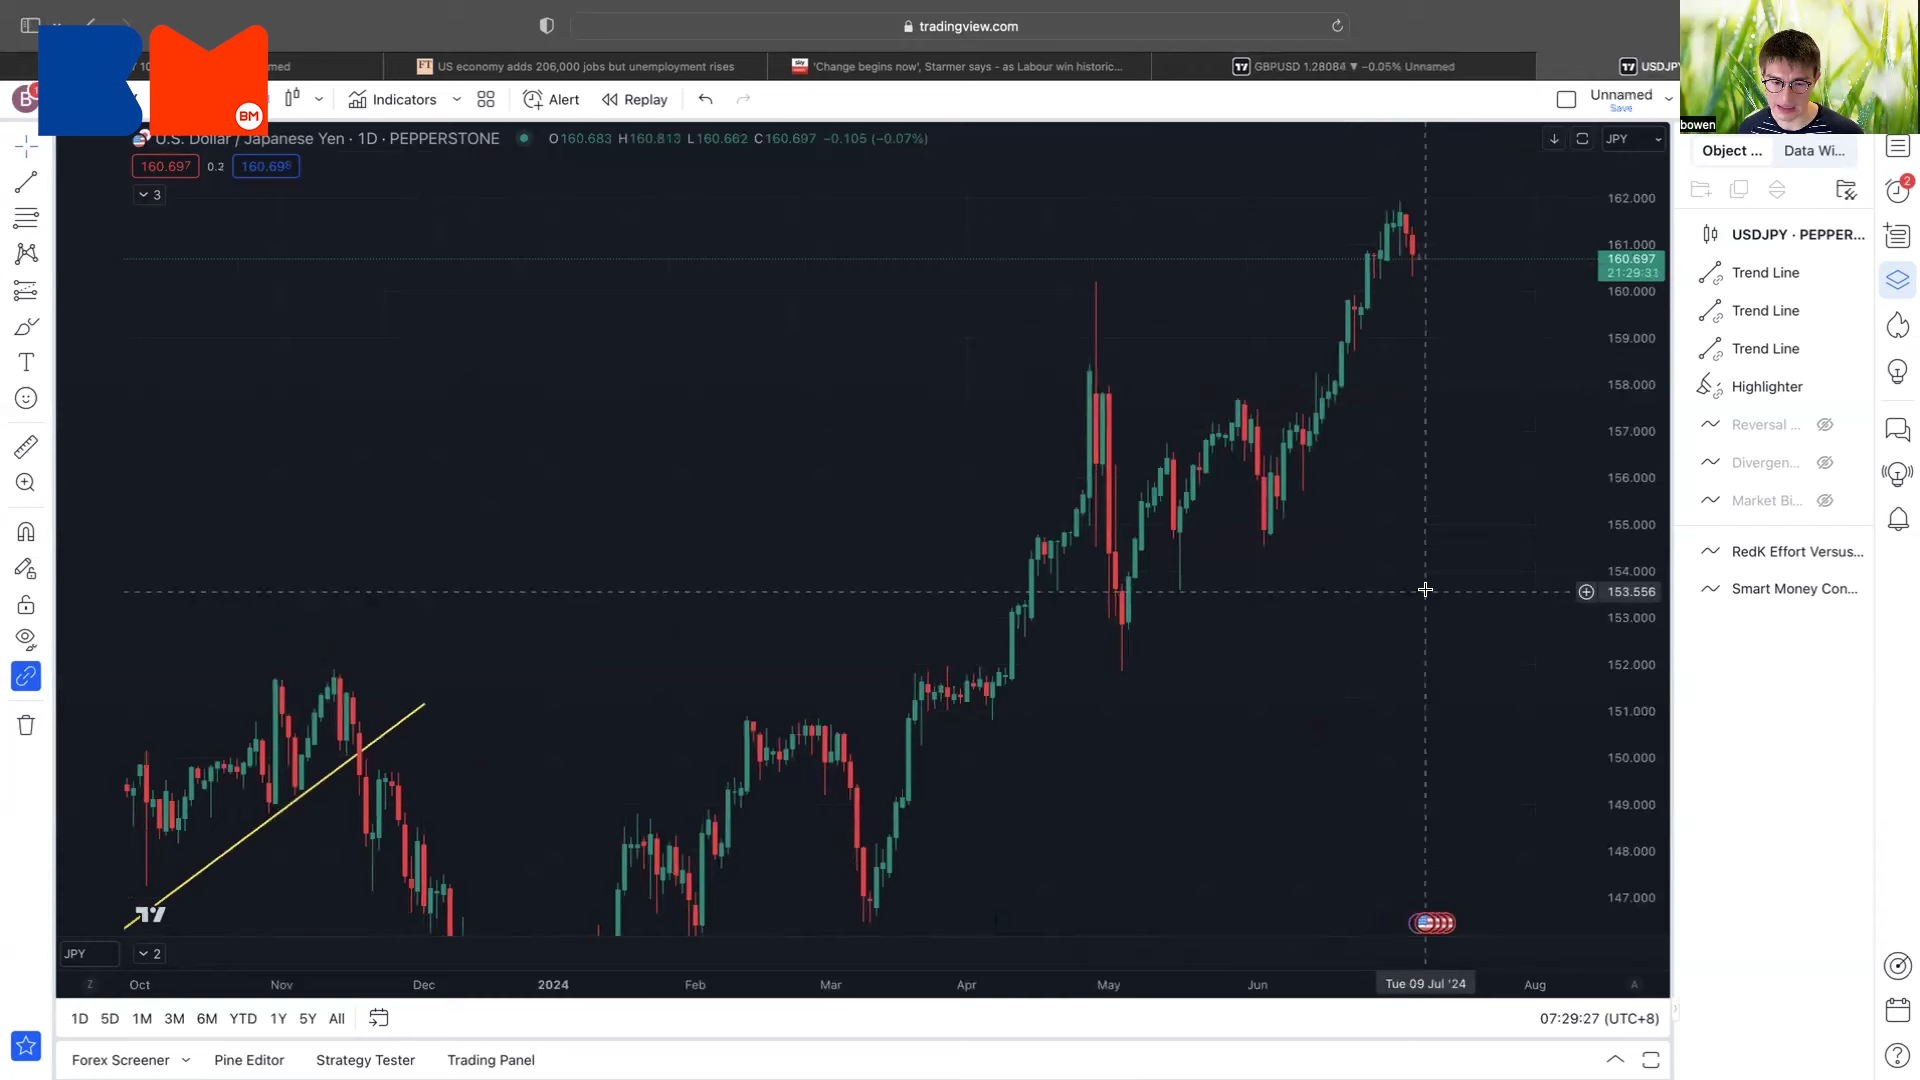 tradingview.com
US economy adds 206,000 jobs but unemployment rises
'Change begins now', Starmer says - as Labour win historic...
GBPUSD 1.28084 ▼ −0.05% Unnamed
USDJP
BM
Indicators
Alert
Replay
Unnamed
Save
bowen
U.S. Dollar / Japanese Yen · 1D · PEPPERSTONE
O160.683 H160.813 L160.662 C160.697 −0.105 (−0.07%)
JPY
160.697
0.2
160.698
3
Object ...
Data Wi...
2
USDJPY · PEPPER...
Trend Line
Trend Line
Trend Line
Highlighter
Reversal ...
Divergen...
Market Bi...
RedK Effort Versus...
Smart Money Con...
162.000
161.000
160.697
21:29:31
160.000
159.000
158.000
157.000
156.000
155.000
154.000
153.556
153.000
152.000
151.000
150.000
149.000
148.000
147.000
JPY
2
Z
Oct
Nov
Dec
2024
Feb
Mar
Apr
May
Jun
Tue 09 Jul '24
Aug
A
1D 5D 1M 3M 6M YTD 1Y 5Y All
07:29:27 (UTC+8)
Forex Screener
Pine Editor
Strategy Tester
Trading Panel